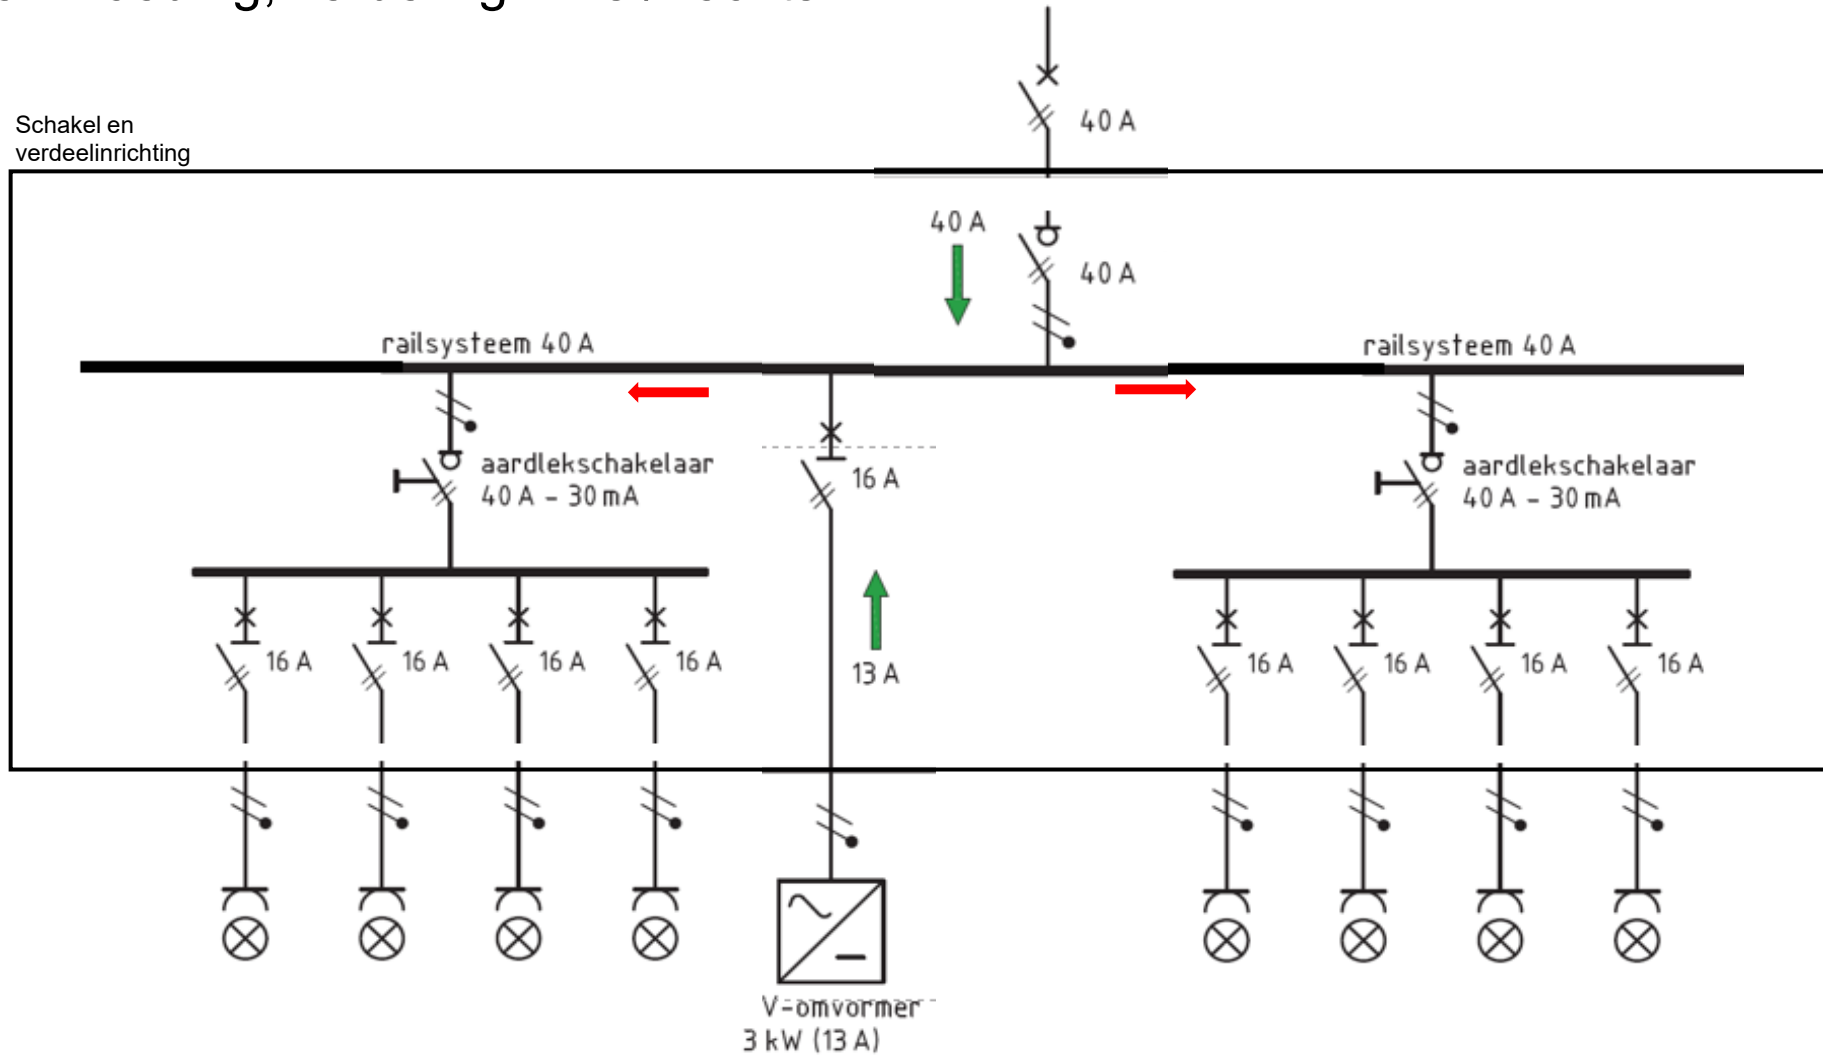 40 A
Schakel en
verdeelinrichting
40 A
40 A
railsysteem 40 A
railsysteem 40 A
aardlekschakelaar
40 A - 30 mA
16 A
aardlekschakelaar
40 A - 30 mA
16 A
16 A
16 A
16 A
13 A
16 A
16 A
16 A
16 A
V-omvormer
3 kW (13 A)